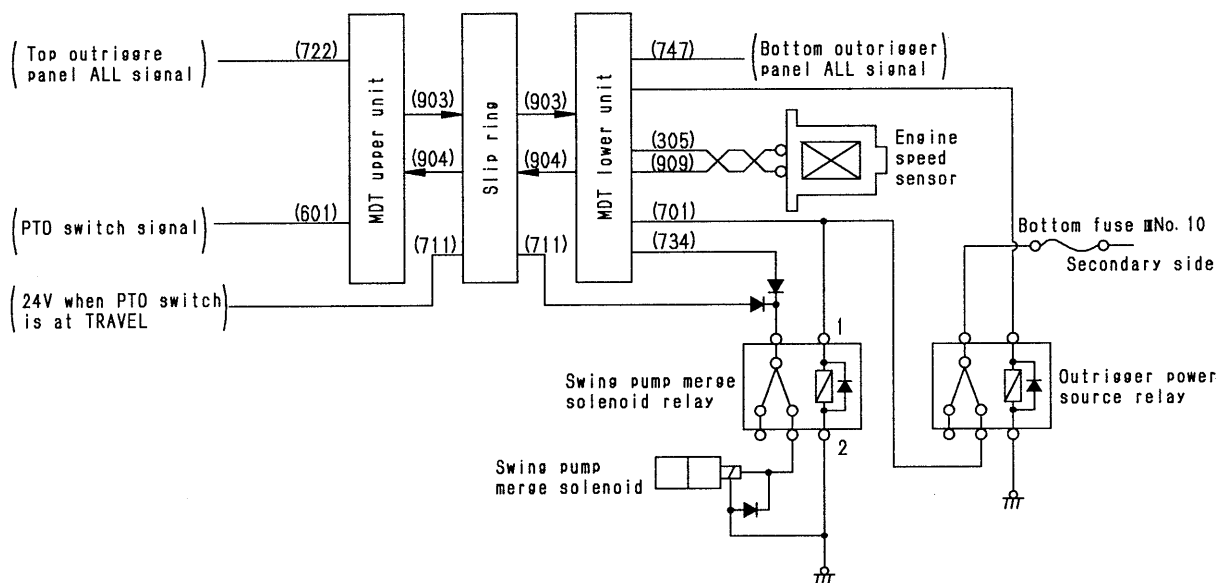 Top outriggre
panel ALL signal
(722)
MDT upper unit
(903)
(904)
Slip ring
(903)
(904)
MDT lower unit
(747)
Bottom outorigger
panel ALL signal
(305)
(909)
Engine
speed
sensor
(PTO switch signal)
(601)
(711)
(711)
(701)
(734)
Bottom fuse ⅢNo. 10
Secondary side
24V when PTO switch
is at TRAVEL
1
Swing pump merge
solenoid relay
Outrigger power
source relay
2
Swing pump
merge solenoid